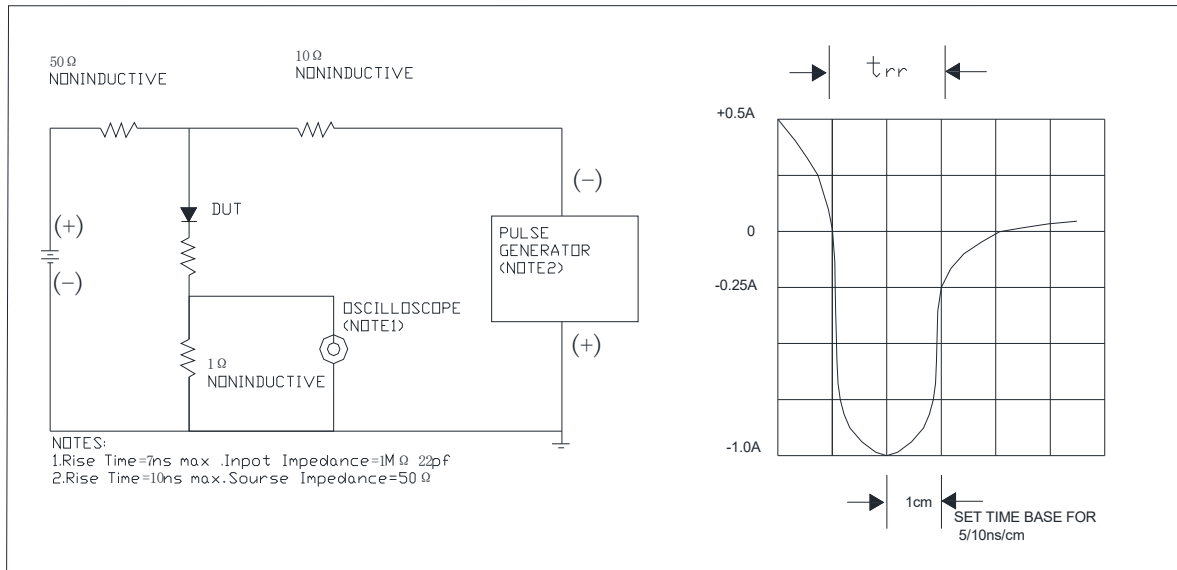 50Ω
NONINDUCTIVE
10Ω
NONINDUCTIVE
(+)
(-)
DUT
1Ω
NONINDUCTIVE
OSCILLOSCOPE
(NOTE1)
(-)
PULSE
GENERATOR
(NOTE2)
(+)
NOTES:
1.Rise Time=7ns max .Inpot Impedance=1MΩ 22pf
2.Rise Time=10ns max.Sourse Impedance=50Ω
trr
+0.5A
0
-0.25A
-1.0A
1cm
SET TIME BASE FOR
5/10ns/cm